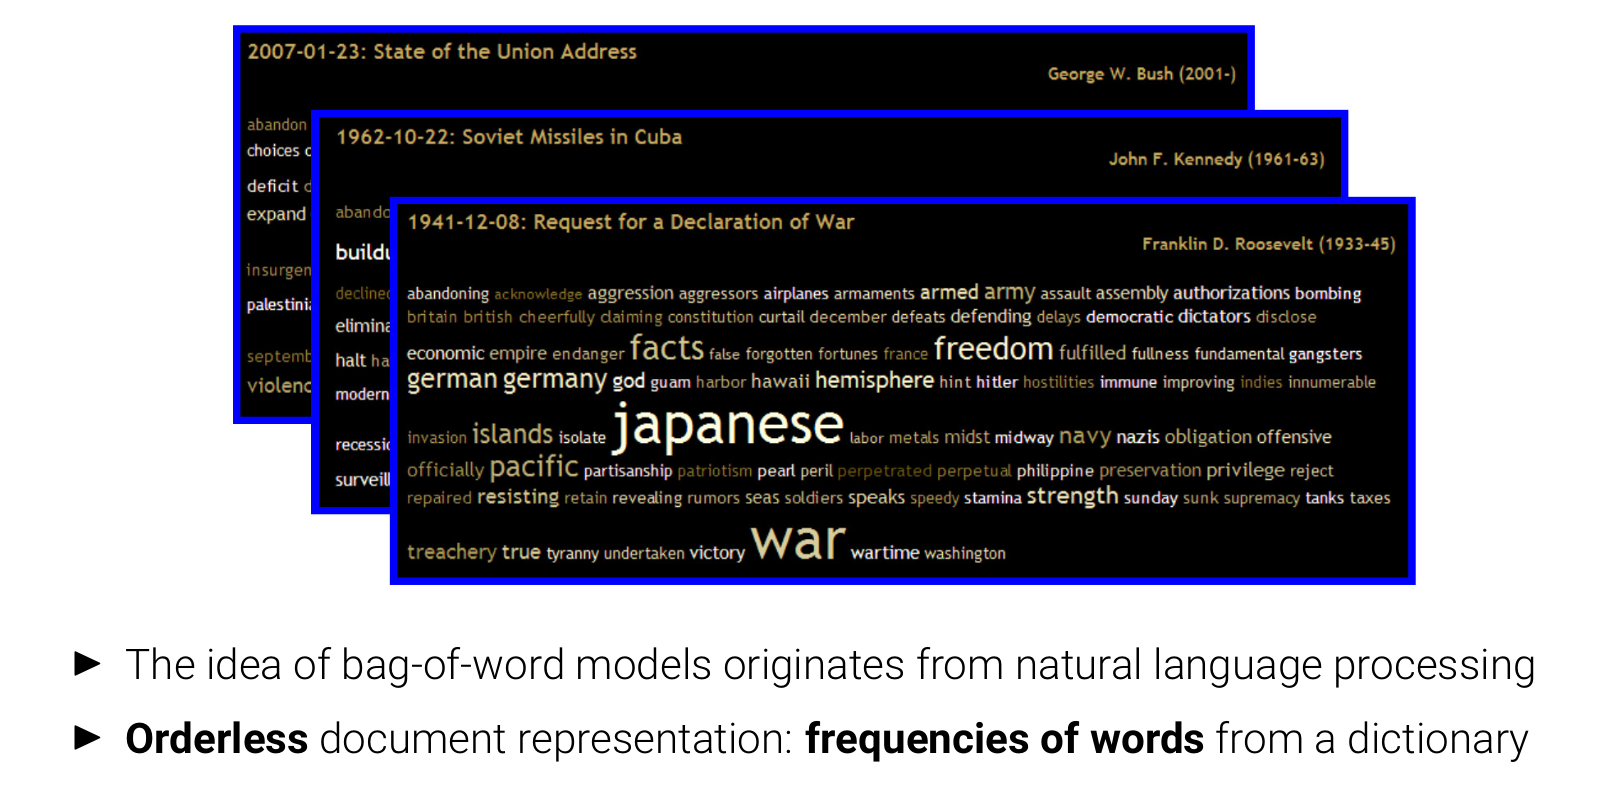 2007-01-23: State of the Union Address
George W. Bush (2001-)
abandon
choices
deficit
expand
palestini
violenc
1962-10-22: Soviet Missiles in Cuba
John F. Kennedy (1961-63)
abando
buildu
declined
elimina
halt ha
modern
recessio
surveill
1941-12-08: Request for a Declaration of War
Franklin D. Roosevelt (1933-45)
abandoning acknowledge aggression aggressors airplanes armaments armed army assault assembly authorizations bombing
britain british cheerfully claiming constitution curtail december defeats defending delays democratic dictators disclose
economic empire endanger facts false forgotten fortunes france freedom fulfilled fullness fundamental gangsters
german germany god guam harbor hawaii hemisphere hint hitler hostilities immune improving indies innumerable
invasion islands isolate japanese labor metals midst midway navy nazis obligation offensive
officially pacific partisanship patriotism pearl peril perpetrated perpetual philippine preservation privilege reject
repaired resisting retain revealing rumors seas soldiers speaks speedy stamina strength sunday sunk supremacy tanks taxes
treachery true tyranny undertaken victory war wartime washington
► The idea of bag-of-word models originates from natural language processing
► Orderless document representation: frequencies of words from a dictionary